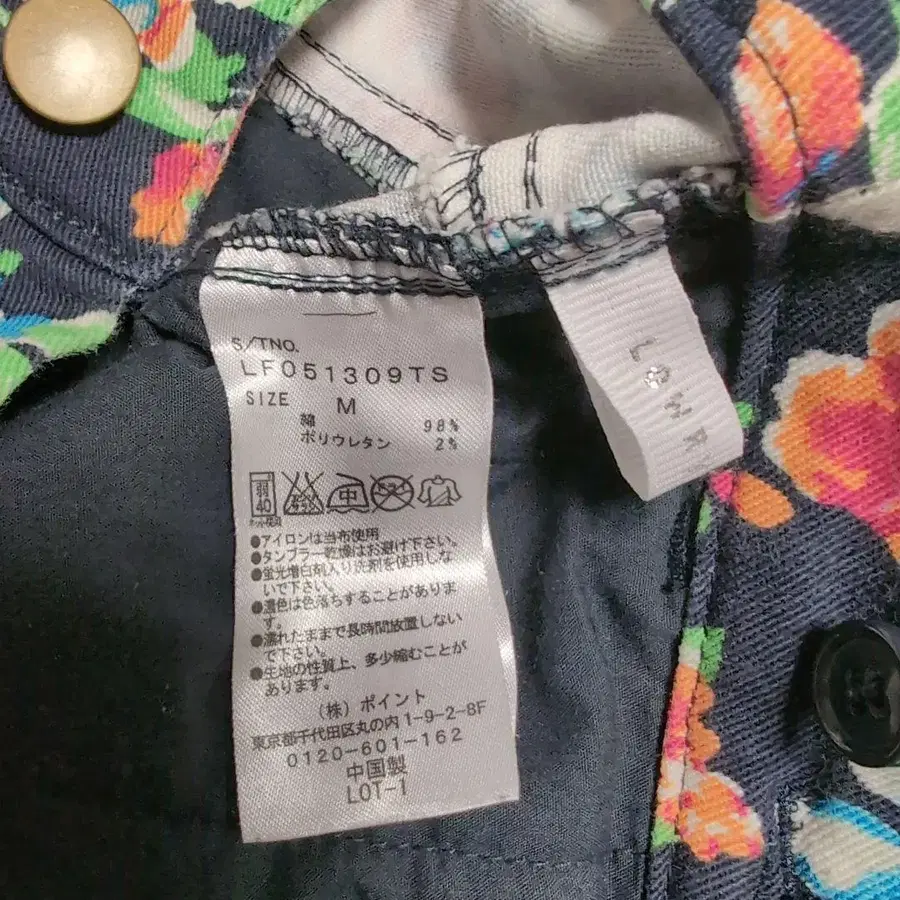 S/TNO.
LF051309TS
SIZE M
綿 98%
ポリウレタン 2%
弱
40
中
●アイロンは当布使用
●タンブラー乾燥はお避け下さい。
●蛍光増白剤入り洗剤を使用しな
いで下さい。
●濃色は色落ちすることがありま
す。
●濡れたままで長時間放置しない
で下さい。
●生地の性質上、多少縮むことが
あります。
(株)ポイント
東京都千代田区丸の内1-9-2-8F
0120-601-162
中国製
LOT-1
LOW